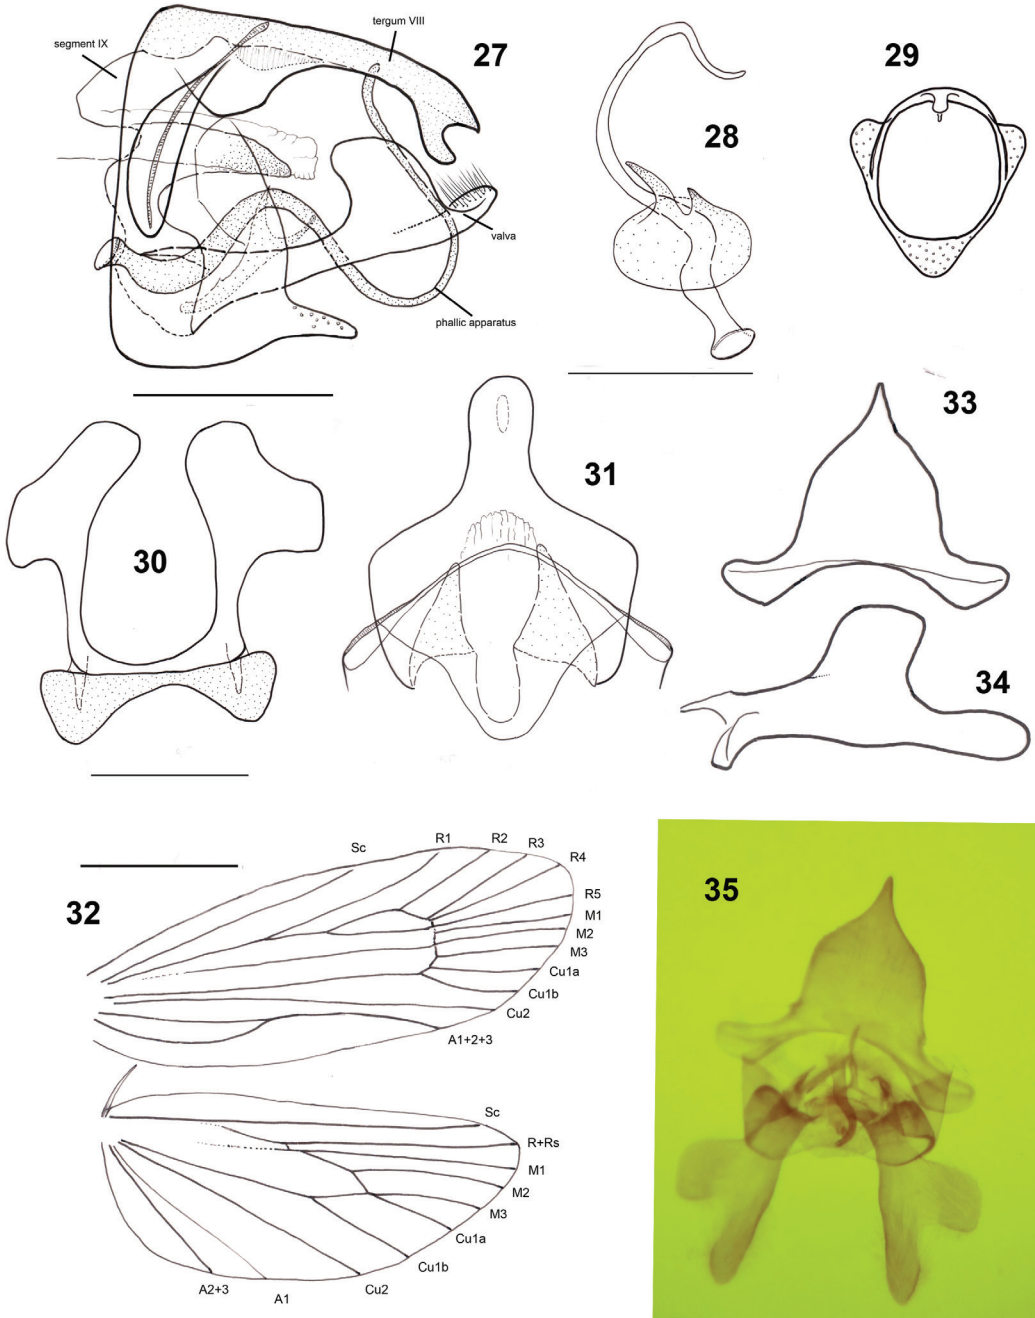 segment IX
tergum VIII
27
valva
phallic apparatus
28
29
30
31
33
34
32
Sc
R1
R2
R3
R4
R5
M1
M2
M3
Cu1a
Cu1b
Cu2
A1+2+3
Sc
R+Rs
M1
M2
M3
Cu1a
Cu1b
Cu2
A1
A2+3
35